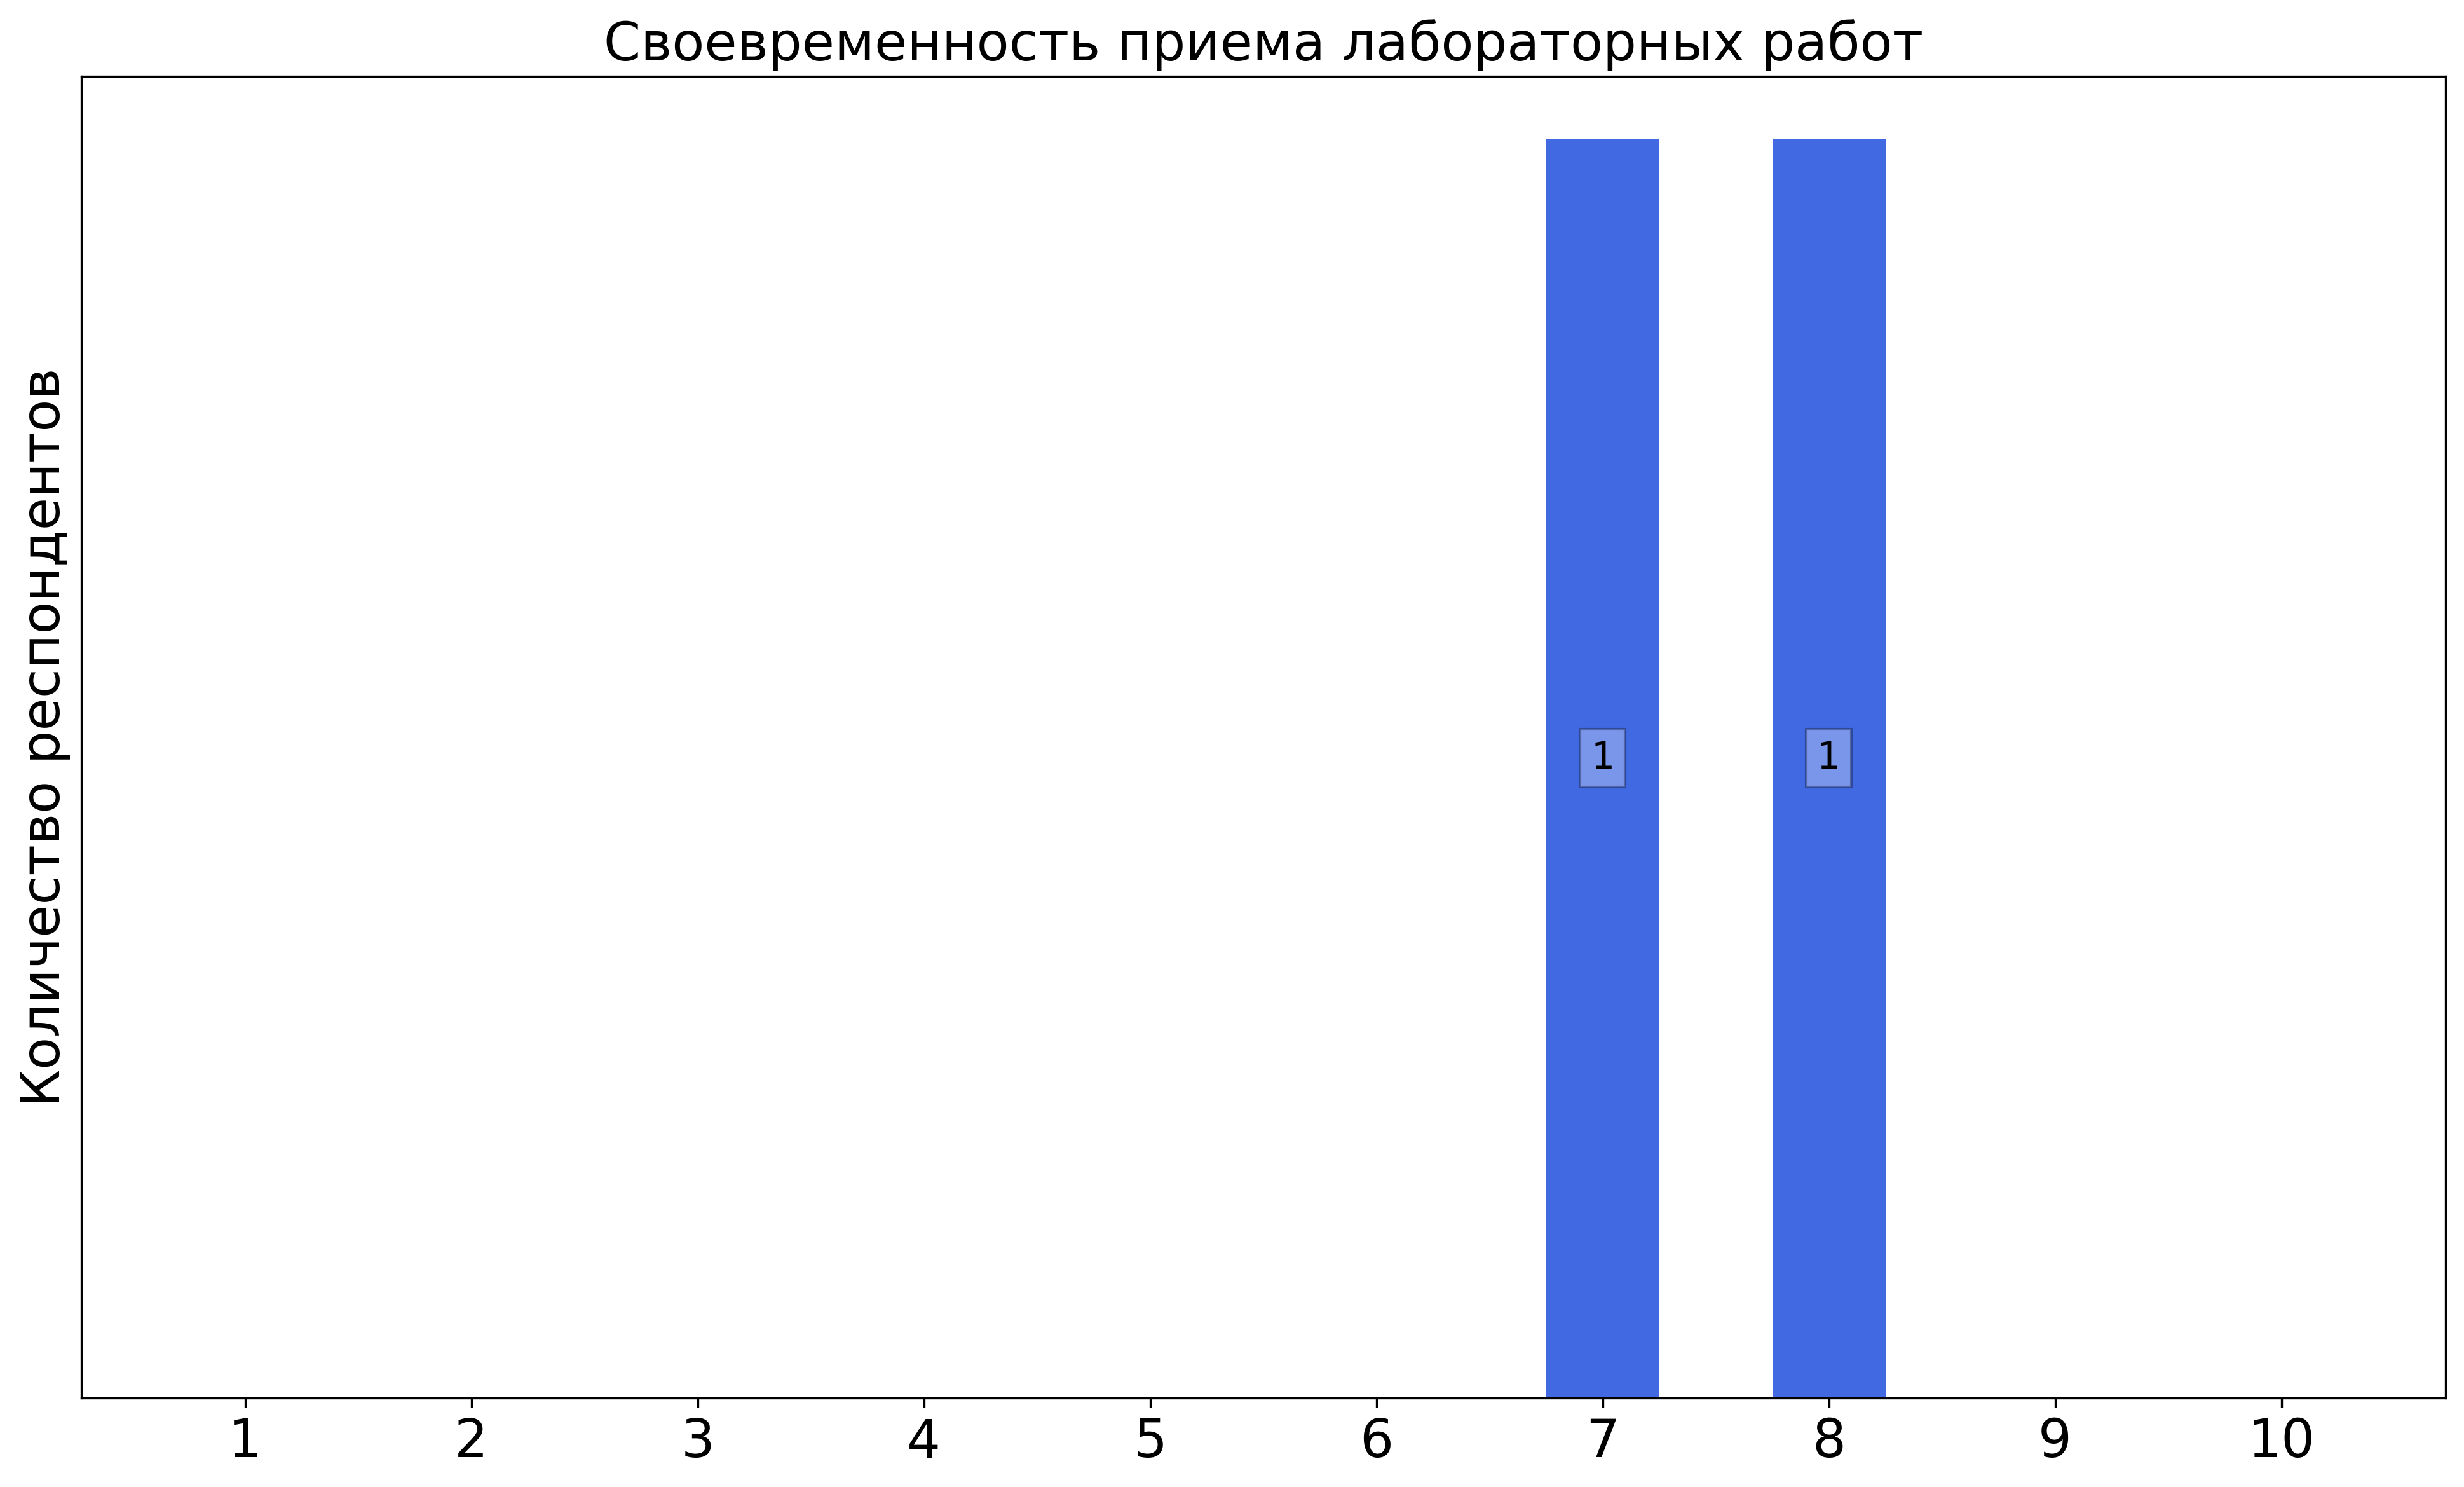 Своевременность приема лабораторных работ
Количество респондентов
1 1
1 2 3 4 5 6 7 8 9 10